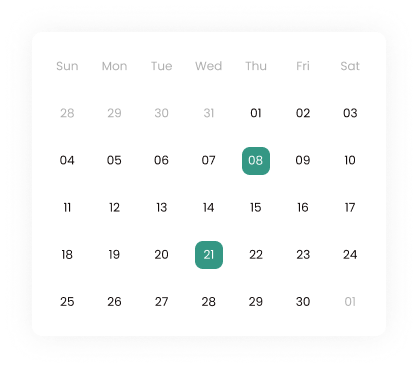 Sun Mon Tue Wed Thu Fri Sat
28 29 30 31 01 02 03
04 05 06 07 08 09 10
11 12 13 14 15 16 17
18 19 20 21 22 23 24
25 26 27 28 29 30 01